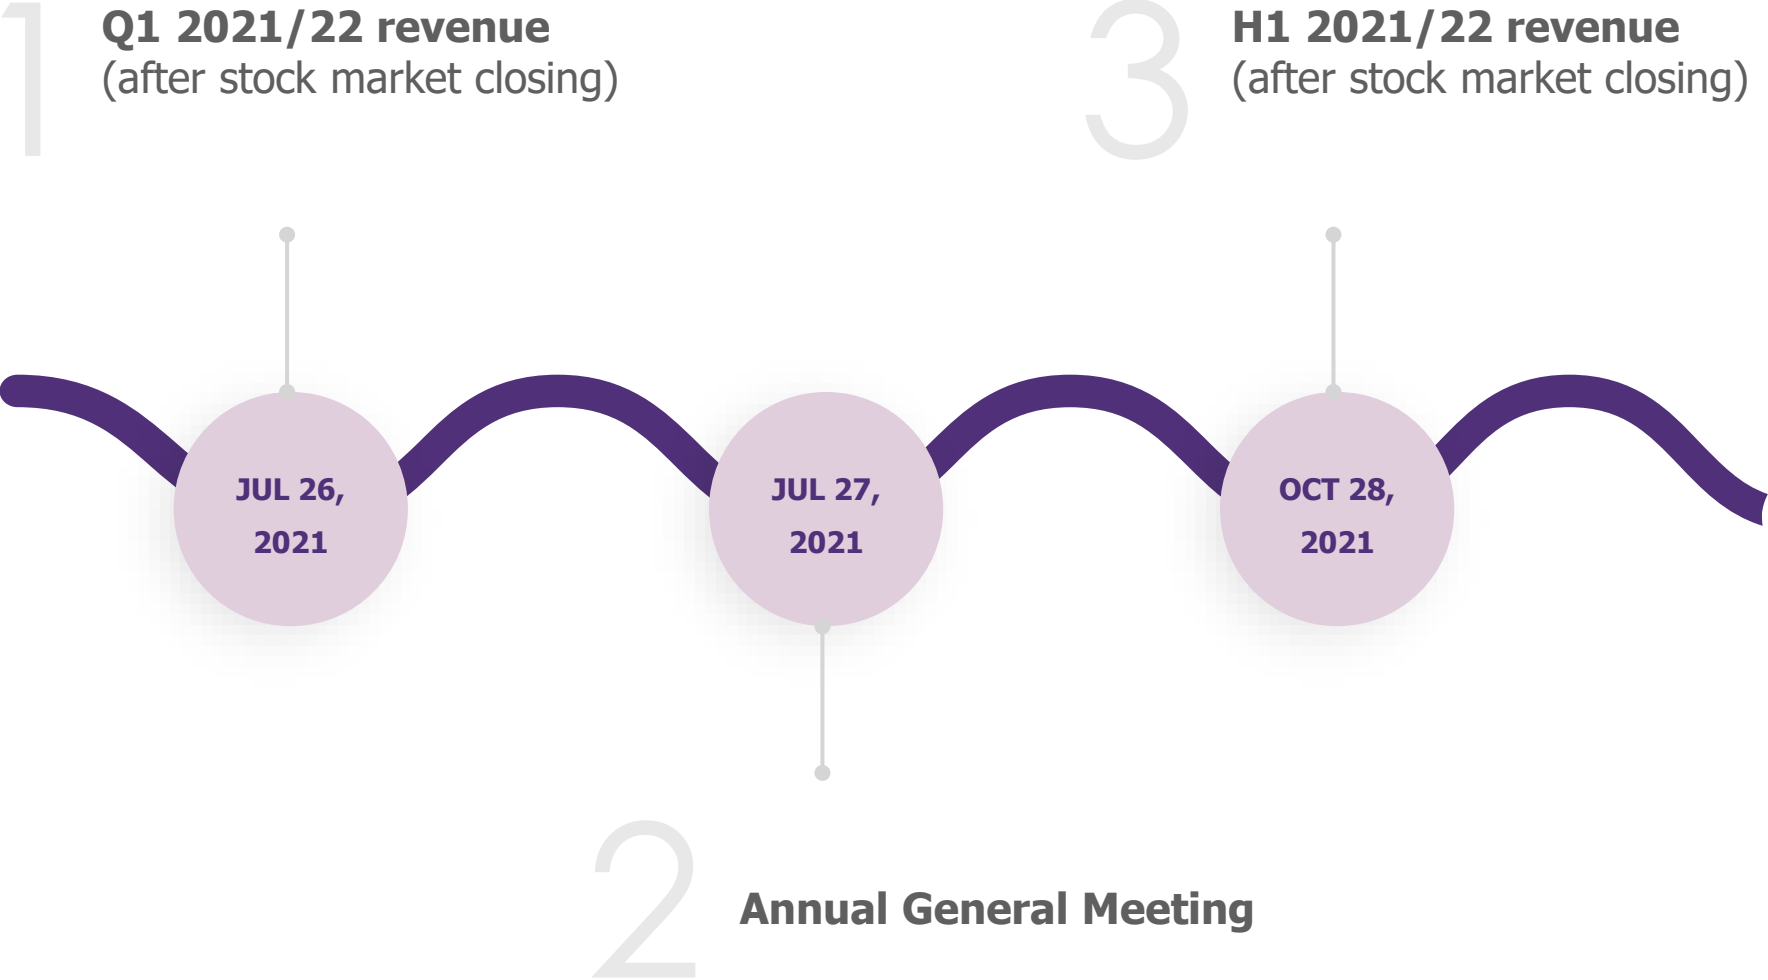 1
Q1 2021/22 revenue
(after stock market closing)
3
H1 2021/22 revenue
(after stock market closing)
JUL 26,
2021
JUL 27,
2021
OCT 28,
2021
2
Annual General Meeting